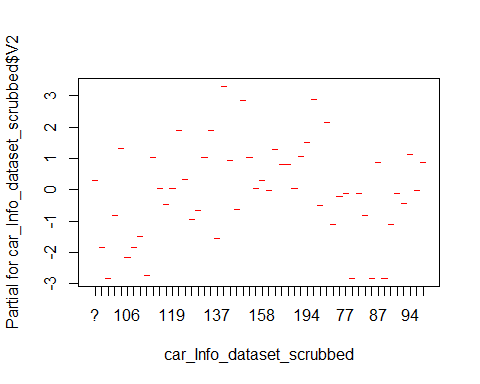 Partial for car_Info_dataset_scrubbed$V2
3
2
1
0
-1
-2
-3
? 106 119 137 158 194 77 87 94
car_Info_dataset_scrubbed